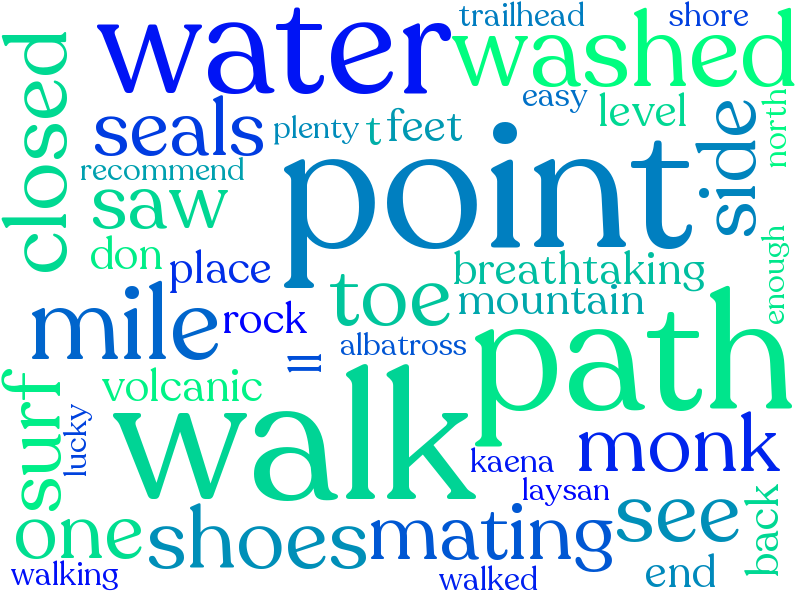 trailhead
shore
water
washed
closed
easy
level
north
seals
plenty
t
feet
side
recommend
point
saw
don
place
breathtaking
enough
toe
mountain
mile
rock
albatross
ll
path
volcanic
surf
lucky
walk
monk
kaena
laysan
one
shoes
mating
see
back
walking
walked
end